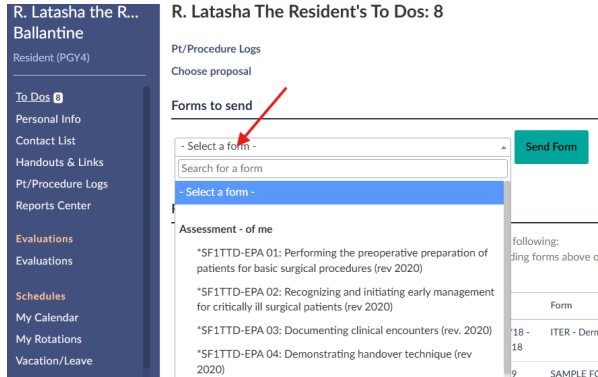 R. Latasha the R...
Ballantine
Resident (PGY4)
To Dos 8
Personal Info
Contact List
Handouts & Links
Pt/Procedure Logs
Reports Center
Evaluations
Evaluations
Schedules
My Calendar
My Rotations
Vacation/Leave
R. Latasha The Resident's To Dos: 8
Pt/Procedure Logs
Choose proposal
Forms to send
- Select a form -
Send Form
Search for a form
- Select a form -
Assessment - of me
*SF1TTD-EPA 01: Performing the preoperative preparation of
patients for basic surgical procedures (rev 2020)
*SF1TTD-EPA 02: Recognizing and initiating early management
for critically ill surgical patients (rev 2020)
*SF1TTD-EPA 03: Documenting clinical encounters (rev. 2020)
*SF1TTD-EPA 04: Demonstrating handover technique (rev
2020)
following:
ding forms above o
Form
'18 -
18
ITER - Dem
9
SAMPLE FO